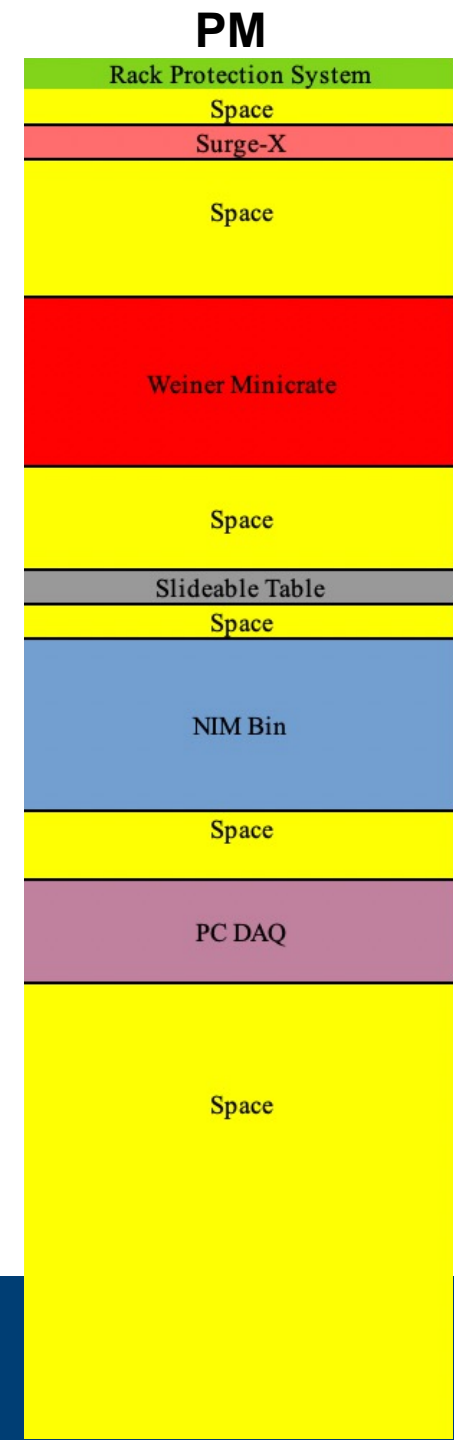 PM
Rack Protection System
Space
Surge-X
Space
Weiner Minicrate
Space
Slideable Table
Space
NIM Bin
Space
PC DAQ
Space